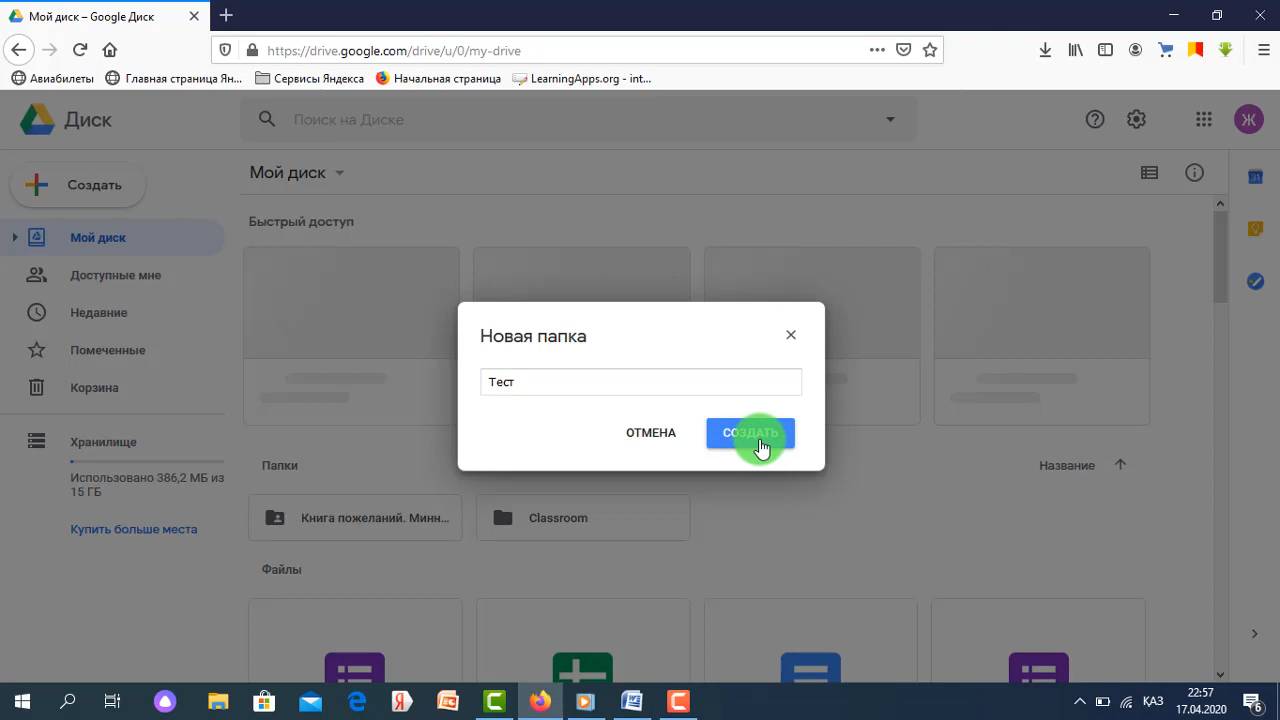 Мой диск – Google Диск
https://drive.google.com/drive/u/0/my-drive
Авиабилеты
Главная страница Ян...
Сервисы Яндекса
Начальная страница
LearningApps.org - int...
Диск
Поиск на Диске
Ж
Создать
Мой диск
31
Мой диск
Быстрый доступ
Доступные мне
Недавние
Помеченные
Корзина
Новая папка
Тест
ОТМЕНА
СОЗДАТЬ
Хранилище
Использовано 386,2 МБ из
15 ГБ
Купить больше места
Папки
Название
Книга пожеланий. Минн...
Classroom
Файлы
ҚАЗ
22:57
17.04.2020
6